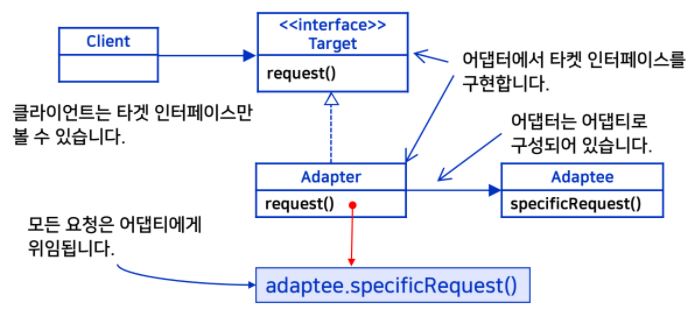 Client
<<interface>>
Target
request()
어댑터에서 타켓 인터페이스를
구현합니다.
클라이언트는 타겟 인터페이스만
볼 수 있습니다.
어댑터는 어댑티로
구성되어 있습니다.
Adapter
request()
Adaptee
specificRequest()
모든 요청은 어댑티에게
위임됩니다.
adaptee.specificRequest()